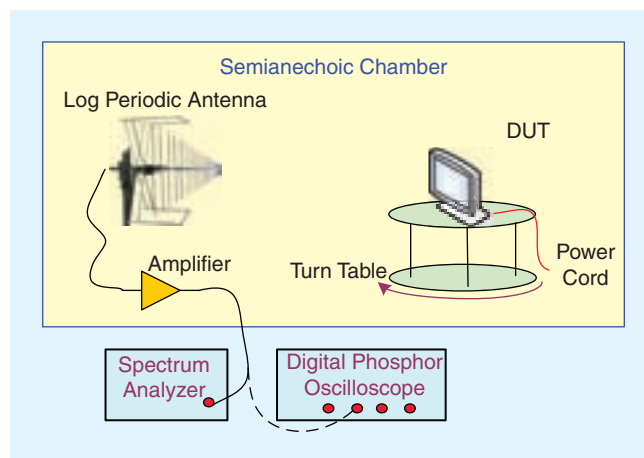 Semianechoic Chamber
Log Periodic Antenna
DUT
Amplifier
Turn Table
Power
Cord
Spectrum
Analyzer
Digital Phosphor
Oscilloscope